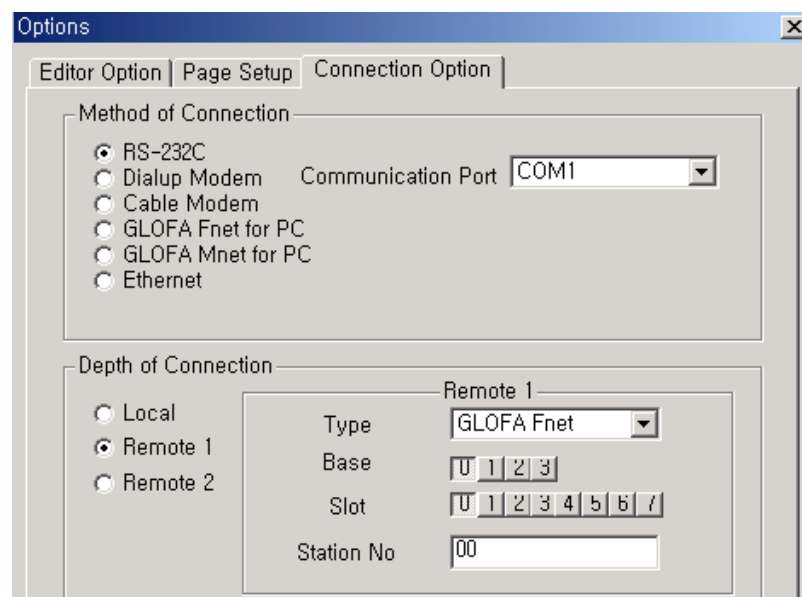 Options
Editor Option Page Setup Connection Option
Method of Connection
RS-232C
Dialup Modem Communication Port COM1
Cable Modem
GLOFA Fnet for PC
GLOFA Mnet for PC
Ethernet
Depth of Connection
Remote 1
Local
Type GLOFA Fnet
Remote 1
Base 0 1 2 3
Remote 2
Slot 0 1 2 3 4 5 6 7
Station No 00